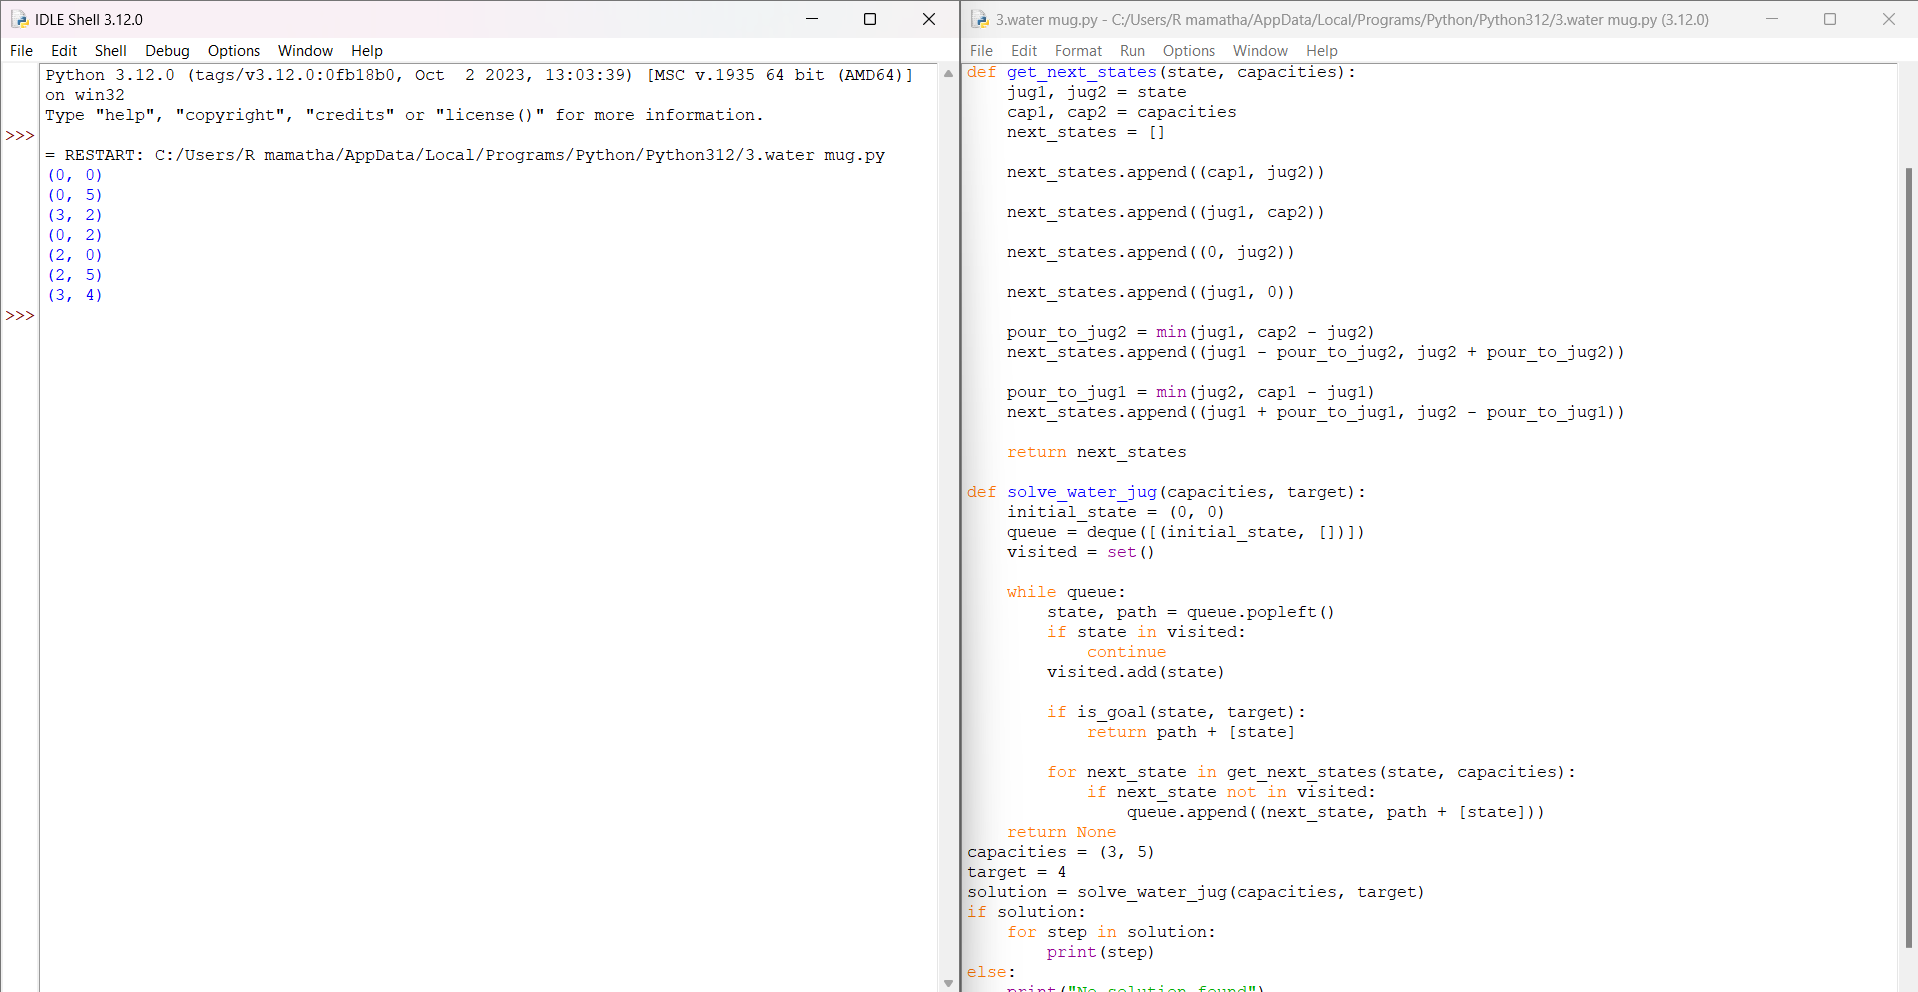 IDLE Shell 3.12.0
File Edit Shell Debug Options Window Help
Python 3.12.0 (tags/v3.12.0:0fb18b0, Oct  2 2023, 13:03:39) [MSC v.1935 64 bit (AMD64)]
on win32
Type "help", "copyright", "credits" or "license()" for more information.
>>>
= RESTART: C:/Users/R mamatha/AppData/Local/Programs/Python/Python312/3.water mug.py
(0, 0)
(0, 5)
(3, 2)
(0, 2)
(2, 0)
(2, 5)
(3, 4)
>>>
3.water mug.py - C:/Users/R mamatha/AppData/Local/Programs/Python/Python312/3.water mug.py (3.12.0)
File Edit Format Run Options Window Help
def get_next_states(state, capacities):
    jug1, jug2 = state
    cap1, cap2 = capacities
    next_states = []
    next_states.append((cap1, jug2))
    next_states.append((jug1, cap2))
    next_states.append((0, jug2))
    next_states.append((jug1, 0))
    pour_to_jug2 = min(jug1, cap2 - jug2)
    next_states.append((jug1 - pour_to_jug2, jug2 + pour_to_jug2))
    pour_to_jug1 = min(jug2, cap1 - jug1)
    next_states.append((jug1 + pour_to_jug1, jug2 - pour_to_jug1))
    return next_states
def solve_water_jug(capacities, target):
    initial_state = (0, 0)
    queue = deque([(initial_state, [])])
    visited = set()
    while queue:
        state, path = queue.popleft()
        if state in visited:
            continue
        visited.add(state)
        if is_goal(state, target):
            return path + [state]
        for next_state in get_next_states(state, capacities):
            if next_state not in visited:
                queue.append((next_state, path + [state]))
    return None
capacities = (3, 5)
target = 4
solution = solve_water_jug(capacities, target)
if solution:
    for step in solution:
        print(step)
else:
    print("No solution found")